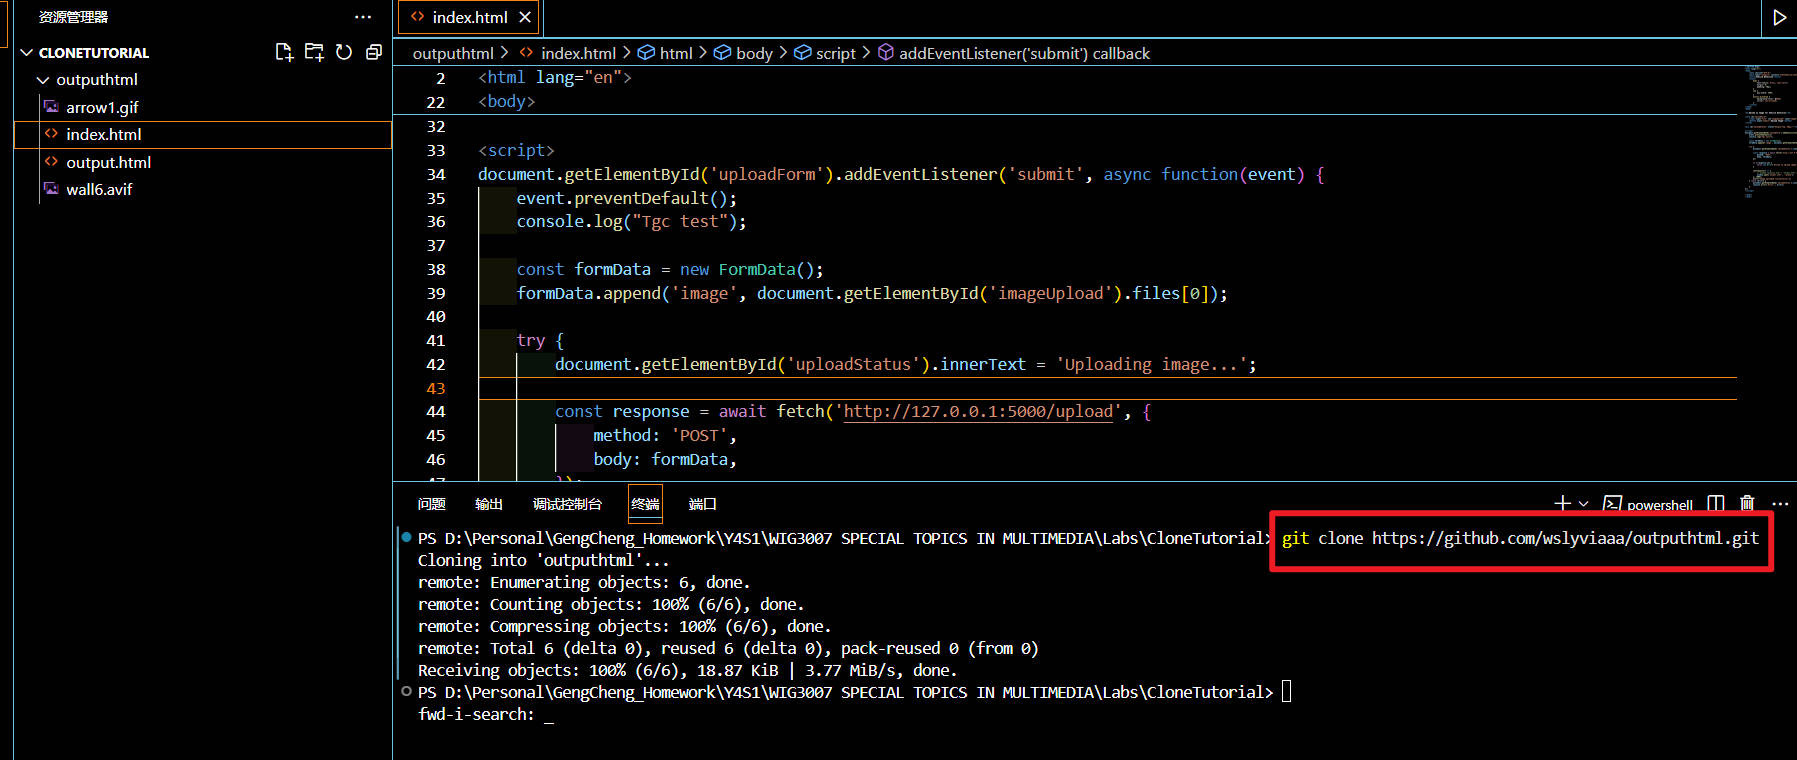 资源管理器
CLONETUTORIAL
outputhtml
arrow1.gif
index.html
output.html
wall6.avif
index.html
outputhtml > index.html > html > body > script > addEventListener('submit') callback
2 <html lang="en">
22 <body>
32
33 <script>
34 document.getElementById('uploadForm').addEventListener('submit', async function(event) {
35 event.preventDefault();
36 console.log("Tgc test");
37
38 const formData = new FormData();
39 formData.append('image', document.getElementById('imageUpload').files[0]);
40
41 try {
42 document.getElementById('uploadStatus').innerText = 'Uploading image...';
43
44 const response = await fetch('http://127.0.0.1:5000/upload', {
45 method: 'POST',
46 body: formData,
47 });
问题 输出 调试控制台 终端 端口 powershell
PS D:\Personal\GengCheng_Homework\Y4S1\WIG3007 SPECIAL TOPICS IN MULTIMEDIA\Labs\CloneTutorial> git clone https://github.com/wslyviaaa/outputhtml.git
Cloning into 'outputhtml'...
remote: Enumerating objects: 6, done.
remote: Counting objects: 100% (6/6), done.
remote: Compressing objects: 100% (6/6), done.
remote: Total 6 (delta 0), reused 6 (delta 0), pack-reused 0 (from 0)
Receiving objects: 100% (6/6), 18.87 KiB | 3.77 MiB/s, done.
PS D:\Personal\GengCheng_Homework\Y4S1\WIG3007 SPECIAL TOPICS IN MULTIMEDIA\Labs\CloneTutorial>
fwd-i-search: _